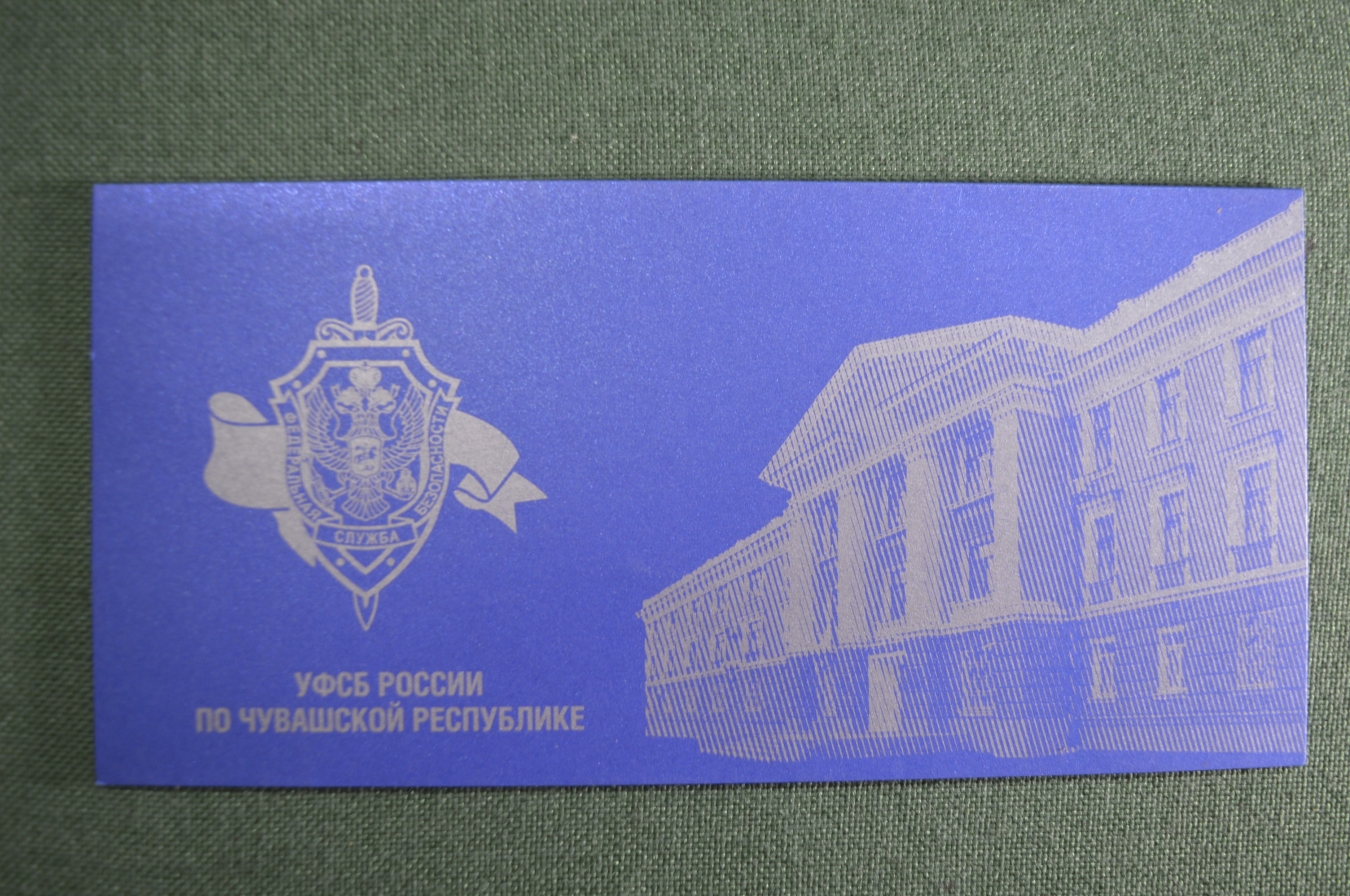 ФЕДЕРАЛЬНАЯ
СЛУЖБА
БЕЗОПАСНОСТИ
УФСБ РОССИИ
ПО ЧУВАШСКОЙ РЕСПУБЛИКЕ